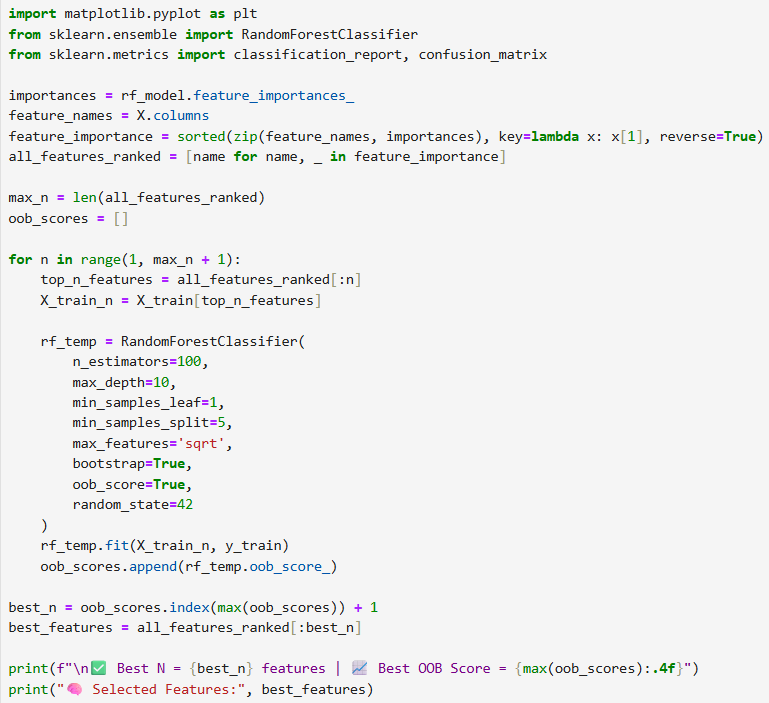 import matplotlib.pyplot as plt
from sklearn.ensemble import RandomForestClassifier
from sklearn.metrics import classification_report, confusion_matrix

importances = rf_model.feature_importances_
feature_names = X.columns
feature_importance = sorted(zip(feature_names, importances), key=lambda x: x[1], reverse=True)
all_features_ranked = [name for name, _ in feature_importance]

max_n = len(all_features_ranked)
oob_scores = []

for n in range(1, max_n + 1):
    top_n_features = all_features_ranked[:n]
    X_train_n = X_train[top_n_features]

    rf_temp = RandomForestClassifier(
        n_estimators=100,
        max_depth=10,
        min_samples_leaf=1,
        min_samples_split=5,
        max_features='sqrt',
        bootstrap=True,
        oob_score=True,
        random_state=42
    )
    rf_temp.fit(X_train_n, y_train)
    oob_scores.append(rf_temp.oob_score_)

best_n = oob_scores.index(max(oob_scores)) + 1
best_features = all_features_ranked[:best_n]

print(f"\n✅ Best N = {best_n} features | 📈 Best OOB Score = {max(oob_scores):.4f}")
print("🧠 Selected Features:", best_features)